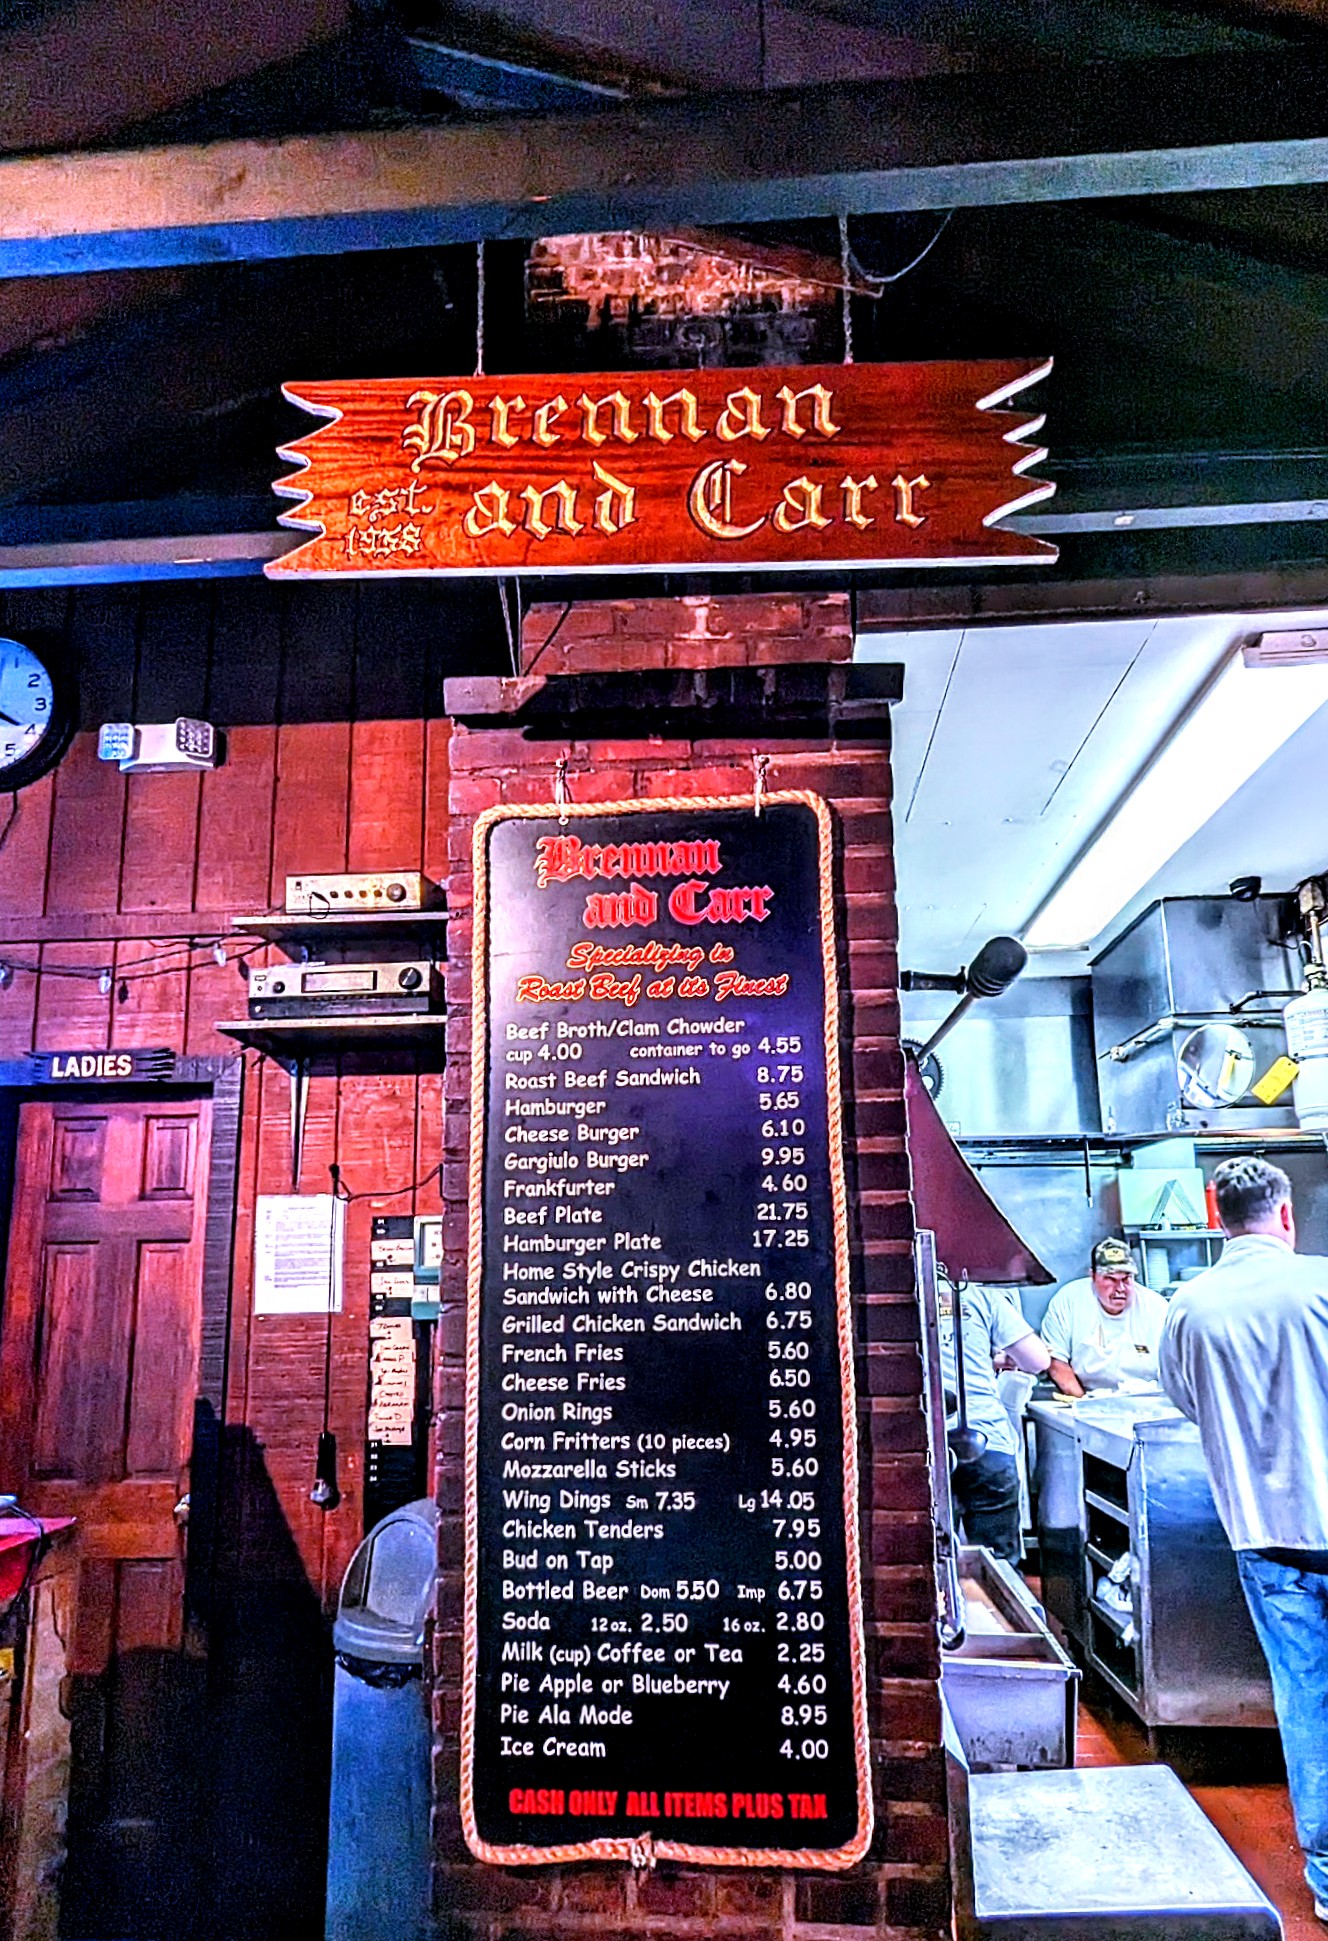 Brennan
and Carr
est.
1938
1
2
3
4
5
LADIES
Brennan
and Carr
Specializing in
Roast Beef at its Finest
Beef Broth/Clam Chowder
cup 4.00 container to go 4.55
Roast Beef Sandwich 8.75
Hamburger 5.65
Cheese Burger 6.10
Gargiulo Burger 9.95
Frankfurter 4.60
Beef Plate 21.75
Hamburger Plate 17.25
Home Style Crispy Chicken
Sandwich with Cheese 6.80
Grilled Chicken Sandwich 6.75
French Fries 5.60
Cheese Fries 6.50
Onion Rings 5.60
Corn Fritters (10 pieces) 4.95
Mozzarella Sticks 5.60
Wing Dings Sm 7.35 Lg 14.05
Chicken Tenders 7.95
Bud on Tap 5.00
Bottled Beer Dom 5.50 Imp 6.75
Soda 12 oz. 2.50 16 oz. 2.80
Milk (cup) Coffee or Tea 2.25
Pie Apple or Blueberry 4.60
Pie Ala Mode 8.95
Ice Cream 4.00
CASH ONLY ALL ITEMS PLUS TAX